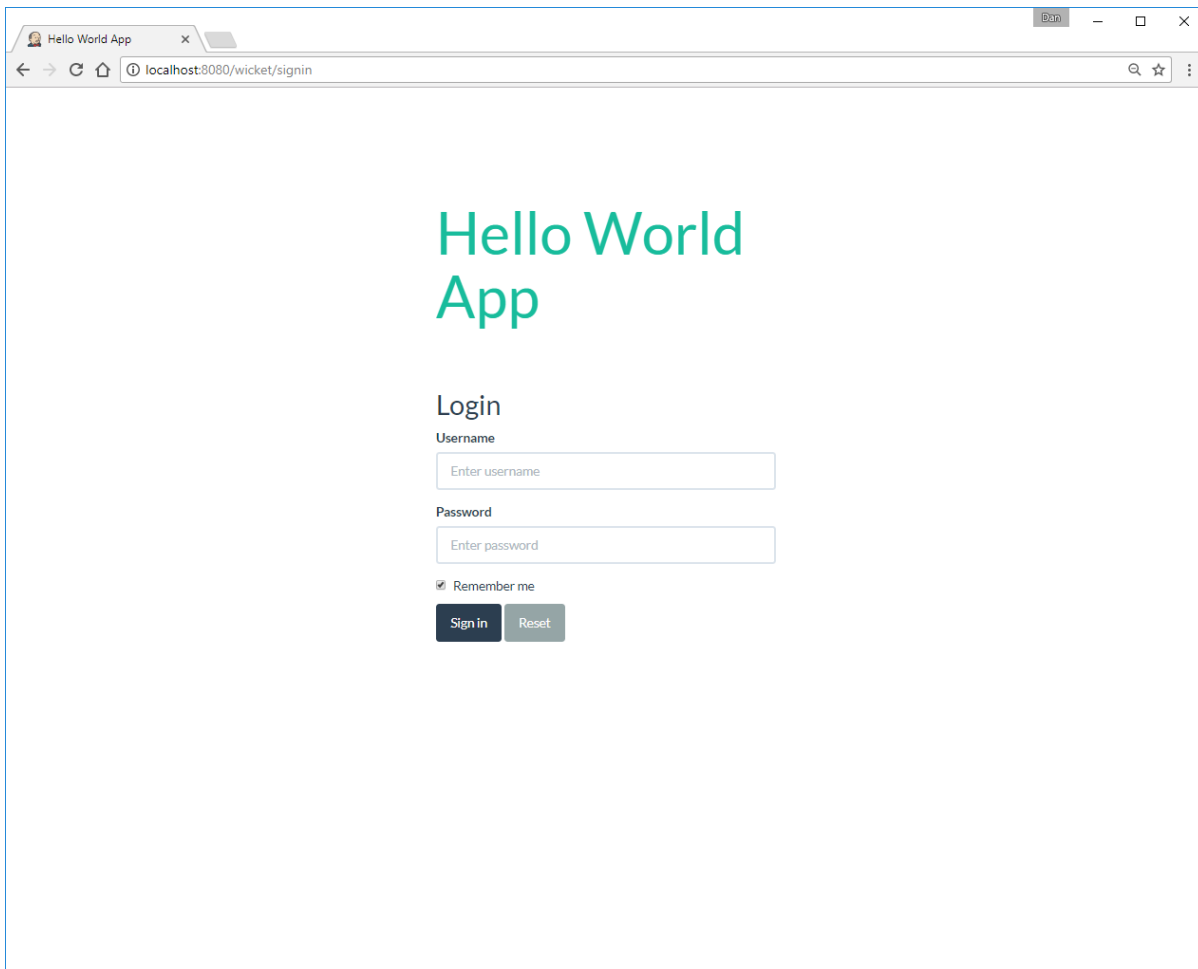 Dan
Hello World App
localhost:8080/wicket/signin
Hello World
App
Login
Username
Enter username
Password
Enter password
Remember me
Sign in Reset